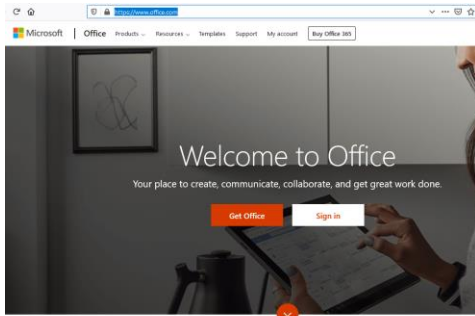 https://www.office.com
Microsoft Office Products Resources Templates Support My account Buy Office 365
Welcome to Office
Your place to create, communicate, collaborate, and get great work done.
Get Office Sign in